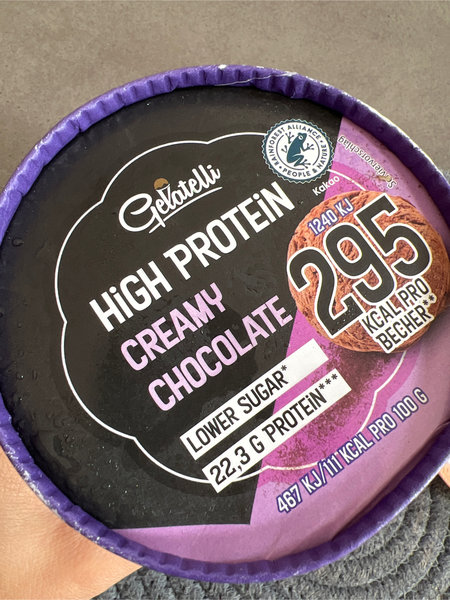 RAINFOREST ALLIANCE
PEOPLE & NATURE
Kakao
Gelatelli
HiGH PROTEiN
CREAMY
CHOCOLATE
1240 KJ
295
KCAL PRO
BECHER**
LOWER SUGAR*
22,3 G PROTEIN***
467 KJ/111 KCAL PRO 100 G